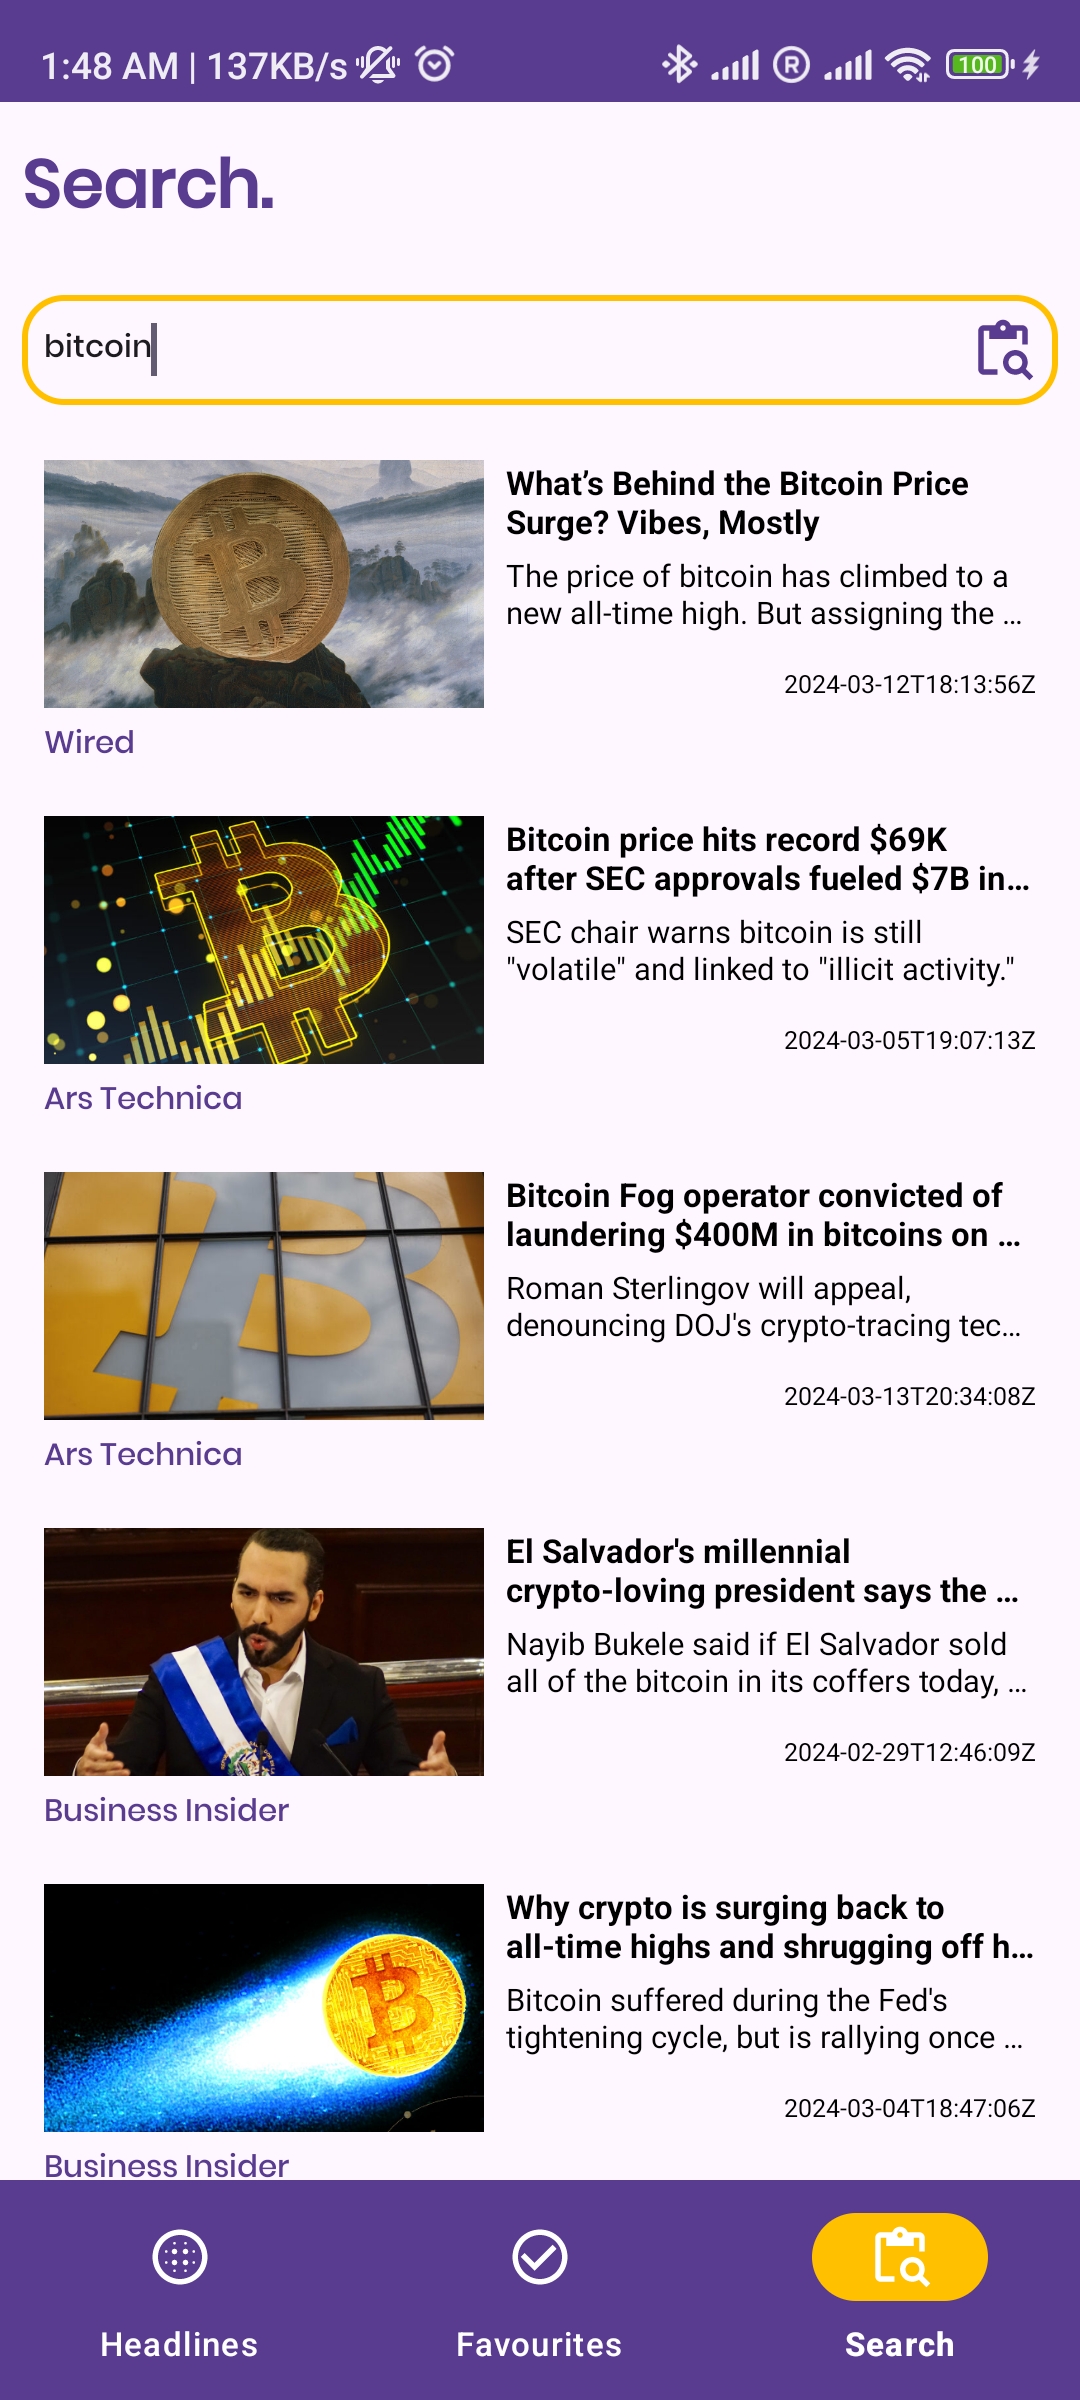 1:48 AM | 137KB/s
100
Search.
bitcoin
What’s Behind the Bitcoin Price
Surge? Vibes, Mostly
The price of bitcoin has climbed to a
new all-time high. But assigning the …
2024-03-12T18:13:56Z
Wired
Bitcoin price hits record $69K
after SEC approvals fueled $7B in…
SEC chair warns bitcoin is still
"volatile" and linked to "illicit activity."
2024-03-05T19:07:13Z
Ars Technica
Bitcoin Fog operator convicted of
laundering $400M in bitcoins on …
Roman Sterlingov will appeal,
denouncing DOJ's crypto-tracing tec…
2024-03-13T20:34:08Z
Ars Technica
El Salvador's millennial
crypto-loving president says the …
Nayib Bukele said if El Salvador sold
all of the bitcoin in its coffers today, …
2024-02-29T12:46:09Z
Business Insider
Why crypto is surging back to
all-time highs and shrugging off h…
Bitcoin suffered during the Fed's
tightening cycle, but is rallying once …
2024-03-04T18:47:06Z
Business Insider
Headlines
Favourites
Search